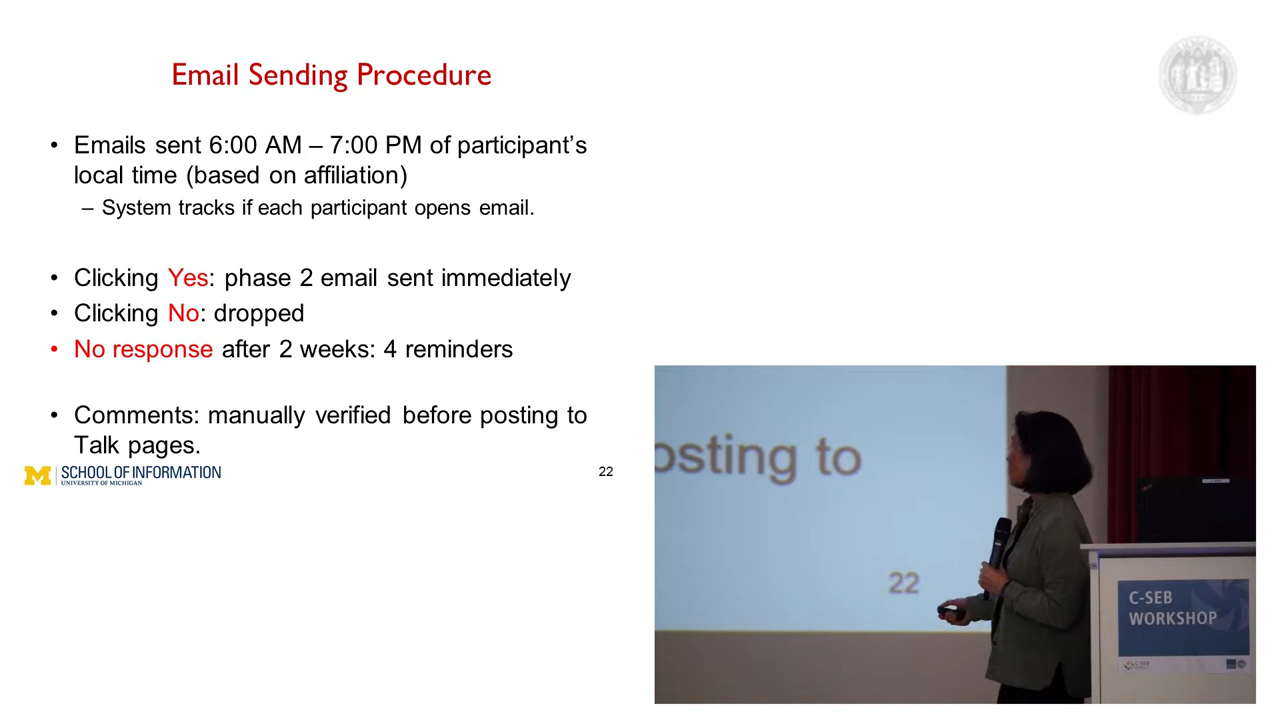 Email Sending Procedure
• Emails sent 6:00 AM – 7:00 PM of participant's
local time (based on affiliation)
– System tracks if each participant opens email.
• Clicking Yes: phase 2 email sent immediately
• Clicking No: dropped
• No response after 2 weeks: 4 reminders
• Comments: manually verified before posting to
Talk pages.
M SCHOOL OF INFORMATION
UNIVERSITY OF MICHIGAN
22
osting to
22
C-SEB
WORKSHOP
C-SEB